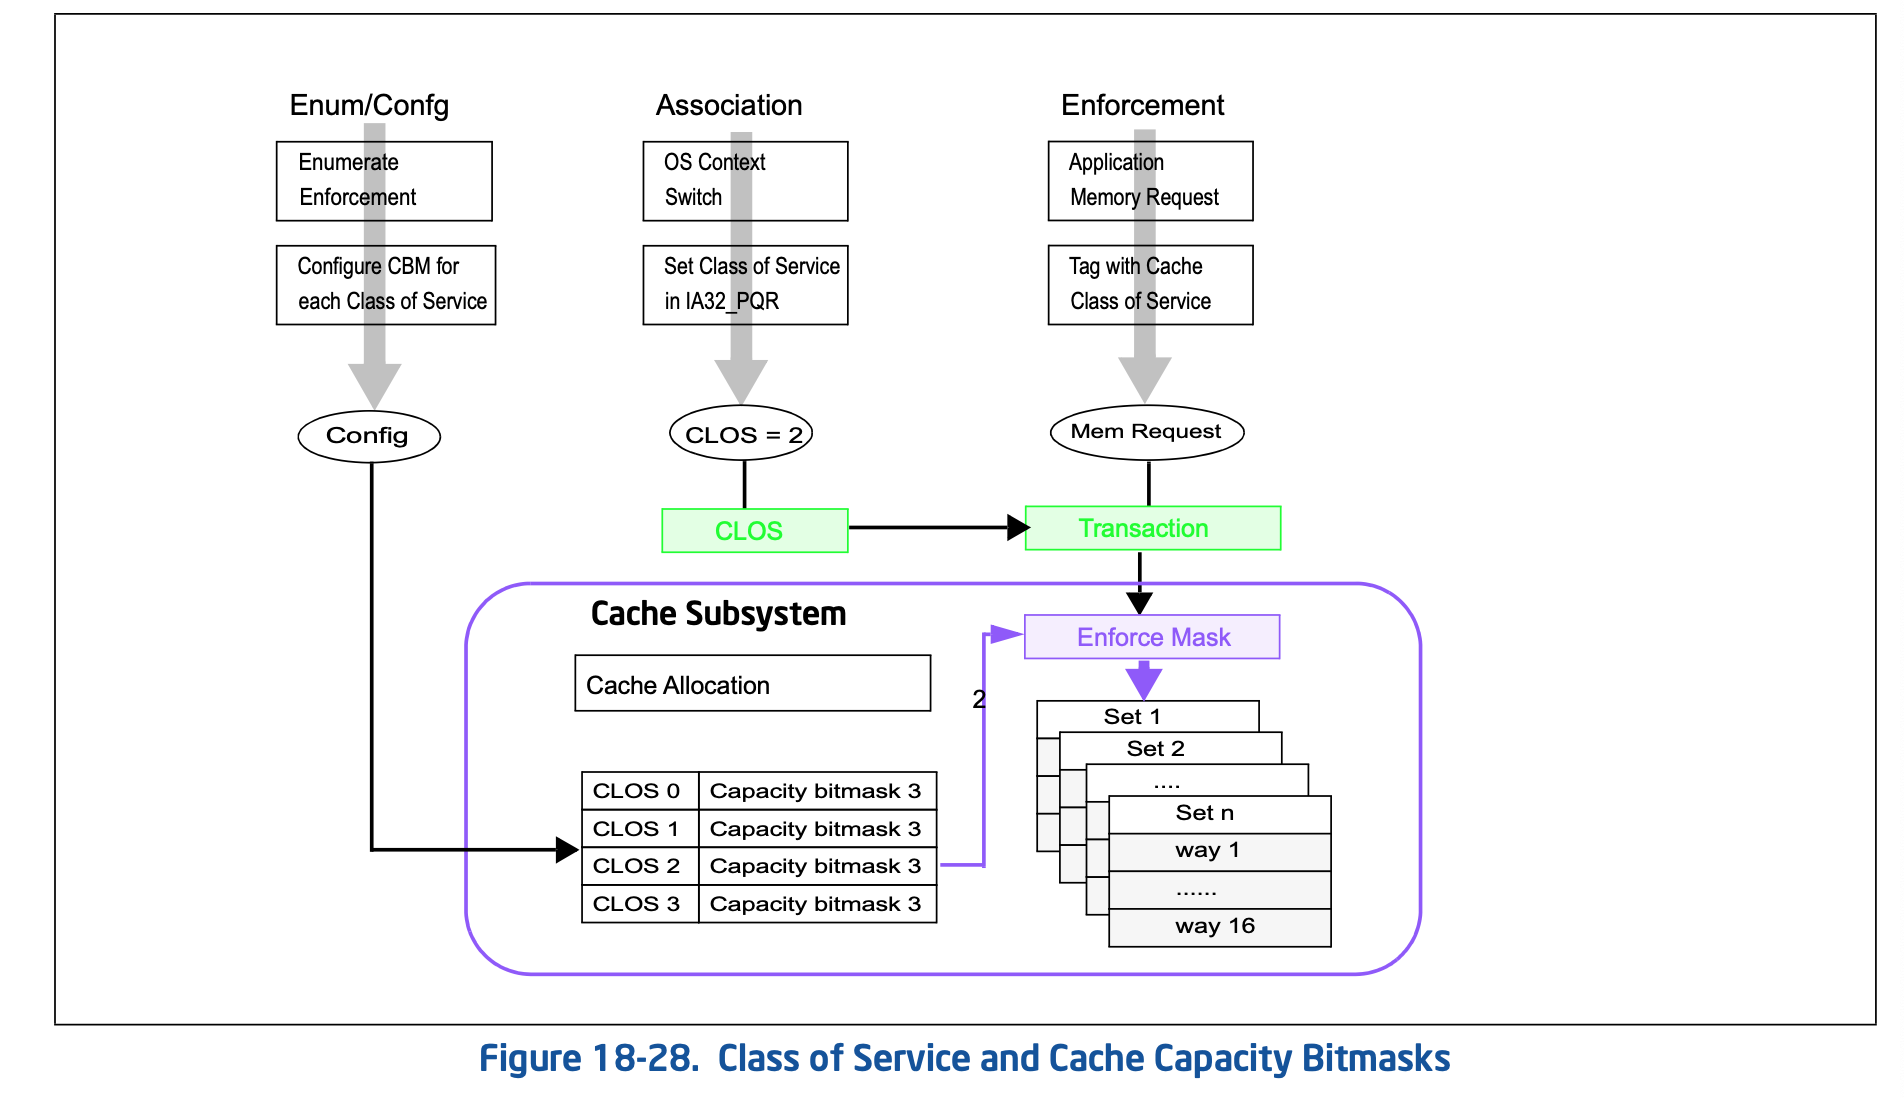 Enum/Confg
Enumerate
Enforcement
Configure CBM for
each Class of Service
Config
Association
OS Context
Switch
Set Class of Service
in IA32_PQR
CLOS = 2
CLOS
Enforcement
Application
Memory Request
Tag with Cache
Class of Service
Mem Request
Transaction
Cache Subsystem
Cache Allocation
CLOS 0 Capacity bitmask 3
CLOS 1 Capacity bitmask 3
CLOS 2 Capacity bitmask 3
CLOS 3 Capacity bitmask 3
2
Enforce Mask
Set 1
Set 2
....
Set n
way 1
......
way 16
Figure 18-28. Class of Service and Cache Capacity Bitmasks